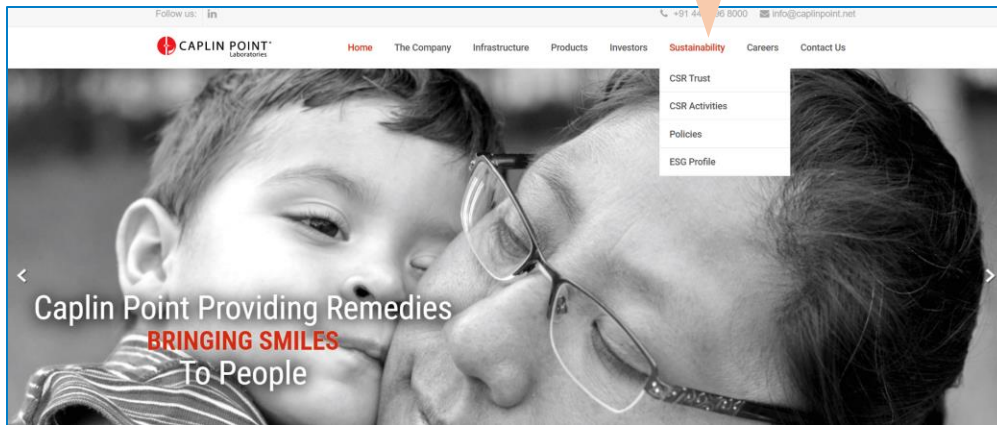 Follow us: in
+91 44 96 8000 info@caplinpoint.net
CAPLIN POINT
Laboratories
Home The Company Infrastructure Products Investors Sustainability Careers Contact Us
CSR Trust
CSR Activities
Policies
ESG Profile
Caplin Point Providing Remedies
BRINGING SMILES
To People